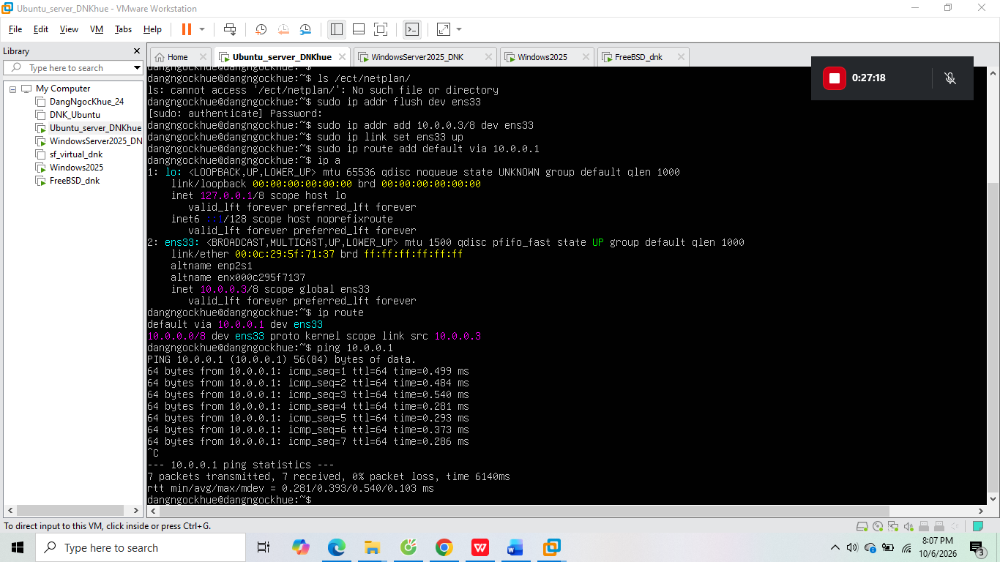 Ubuntu_server_DNKhue - VMware Workstation
File Edit View VM Tabs Help
Library
Type here to search
My Computer
DangNgocKhue_24
DNK_Ubuntu
Ubuntu_server_DNKhue
WindowsServer2025_DN
sf_virtual_dnk
Windows2025
FreeBSD_dnk
Home Ubuntu_server_DNKhue WindowsServer2025_DNK Windows2025 FreeBSD_dnk
0:27:18
dangngockhue@dangngockhue:~$ ls /ect/netplan/
ls: cannot access '/ect/netplan/': No such file or directory
dangngockhue@dangngockhue:~$ sudo ip addr flush dev ens33
[sudo: authenticate] Password:
dangngockhue@dangngockhue:~$ sudo ip addr add 10.0.0.3/8 dev ens33
dangngockhue@dangngockhue:~$ sudo ip link set ens33 up
dangngockhue@dangngockhue:~$ sudo ip route add default via 10.0.0.1
dangngockhue@dangngockhue:~$ ip a
1: lo: <LOOPBACK,UP,LOWER_UP> mtu 65536 qdisc noqueue state UNKNOWN group default qlen 1000
link/loopback 00:00:00:00:00:00 brd 00:00:00:00:00:00
inet 127.0.0.1/8 scope host lo
valid_lft forever preferred_lft forever
inet6 ::1/128 scope host noprefixroute
valid_lft forever preferred_lft forever
2: ens33: <BROADCAST,MULTICAST,UP,LOWER_UP> mtu 1500 qdisc pfifo_fast state UP group default qlen 1000
link/ether 00:0c:29:5f:71:37 brd ff:ff:ff:ff:ff:ff
altname enp2s1
altname enx000c295f7137
inet 10.0.0.3/8 scope global ens33
valid_lft forever preferred_lft forever
dangngockhue@dangngockhue:~$ ip route
default via 10.0.0.1 dev ens33
10.0.0.0/8 dev ens33 proto kernel scope link src 10.0.0.3
dangngockhue@dangngockhue:~$ ping 10.0.0.1
PING 10.0.0.1 (10.0.0.1) 56(84) bytes of data.
64 bytes from 10.0.0.1: icmp_seq=1 ttl=64 time=0.499 ms
64 bytes from 10.0.0.1: icmp_seq=2 ttl=64 time=0.484 ms
64 bytes from 10.0.0.1: icmp_seq=3 ttl=64 time=0.540 ms
64 bytes from 10.0.0.1: icmp_seq=4 ttl=64 time=0.281 ms
64 bytes from 10.0.0.1: icmp_seq=5 ttl=64 time=0.293 ms
64 bytes from 10.0.0.1: icmp_seq=6 ttl=64 time=0.373 ms
64 bytes from 10.0.0.1: icmp_seq=7 ttl=64 time=0.286 ms
^C
--- 10.0.0.1 ping statistics ---
7 packets transmitted, 7 received, 0% packet loss, time 6140ms
rtt min/avg/max/mdev = 0.281/0.393/0.540/0.103 ms
dangngockhue@dangngockhue:~$
To direct input to this VM, click inside or press Ctrl+G.
Type here to search
8:07 PM
10/6/2026
3